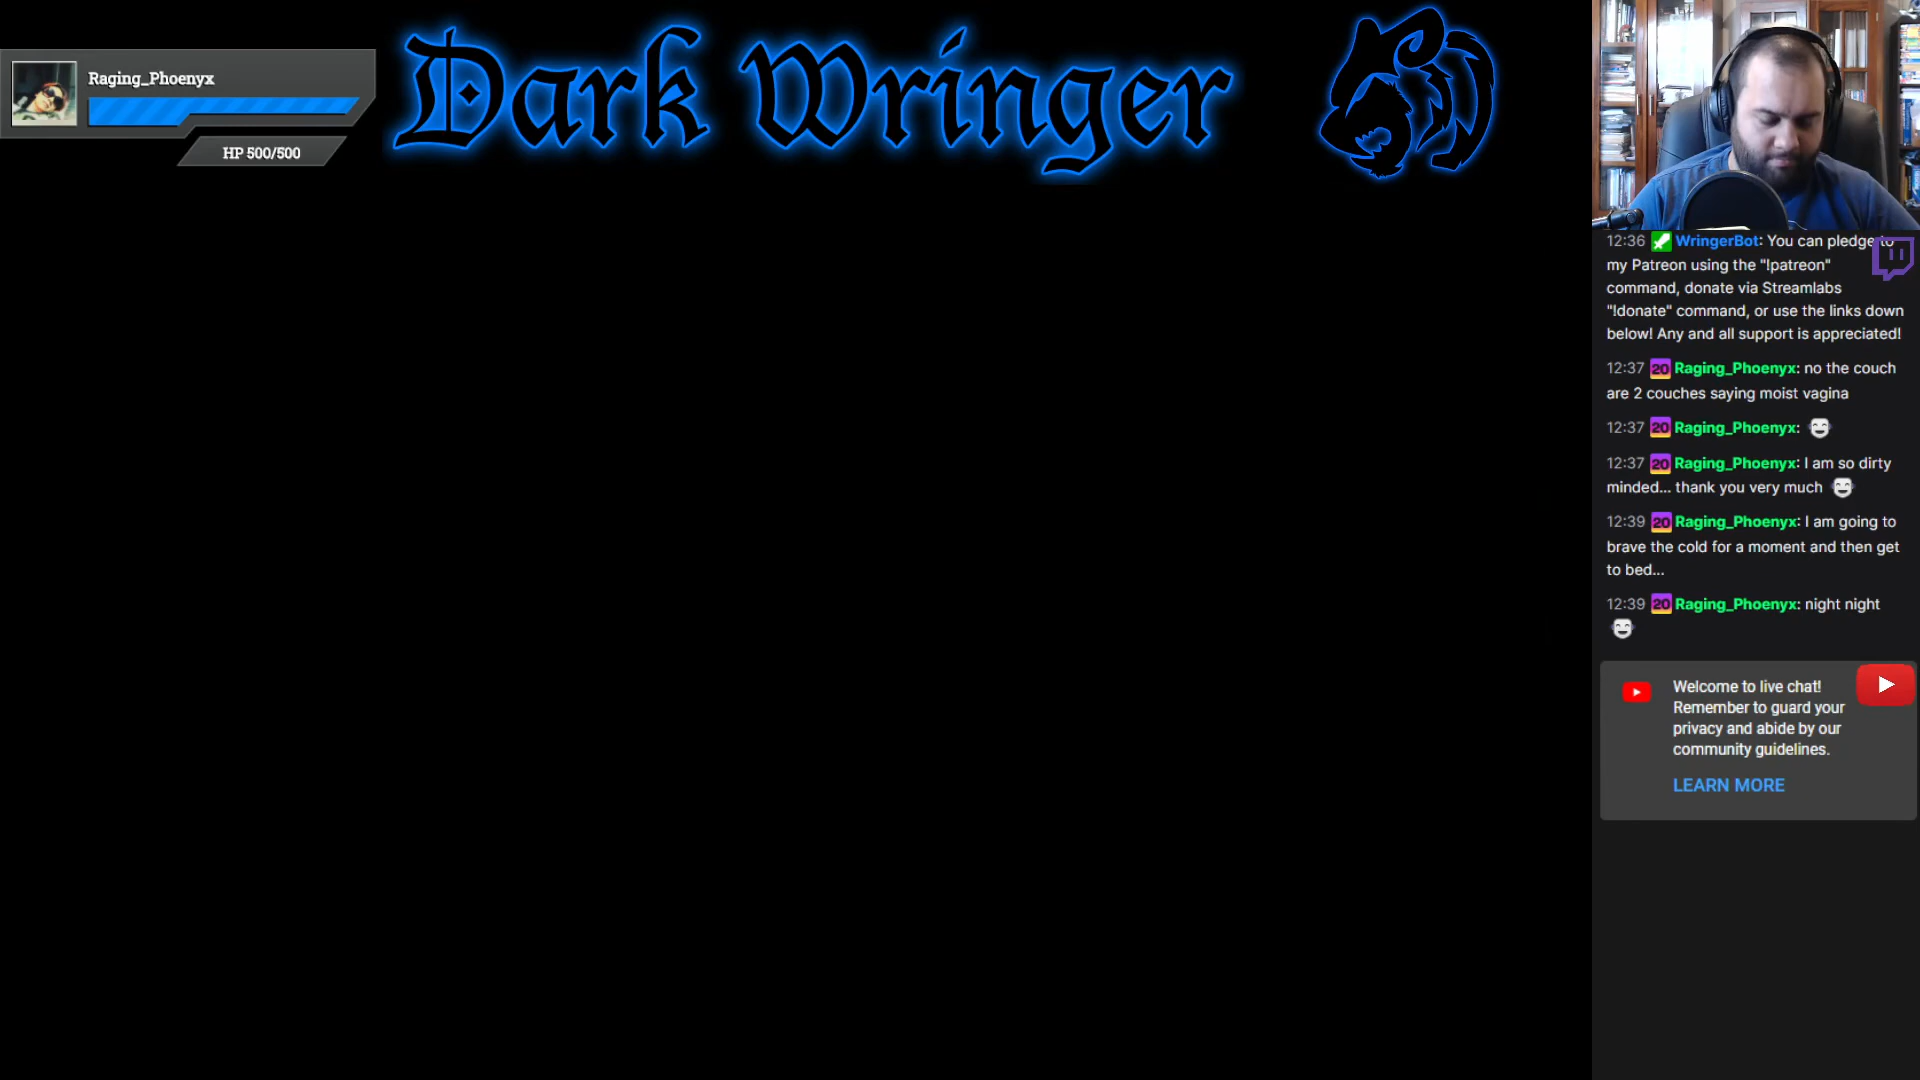 Raging_Phoenyx
HP 500/500
Dark Wringer
12:36 WringerBot: You can pledge to
my Patreon using the "!patreon"
command, donate via Streamlabs
"!donate" command, or use the links down
below! Any and all support is appreciated!
12:37 20 Raging_Phoenyx: no the couch
are 2 couches saying moist vagina
12:37 20 Raging_Phoenyx:
12:37 20 Raging_Phoenyx: I am so dirty
minded... thank you very much
12:39 20 Raging_Phoenyx: I am going to
brave the cold for a moment and then get
to bed...
12:39 20 Raging_Phoenyx: night night
Welcome to live chat!
Remember to guard your
privacy and abide by our
community guidelines.
LEARN MORE